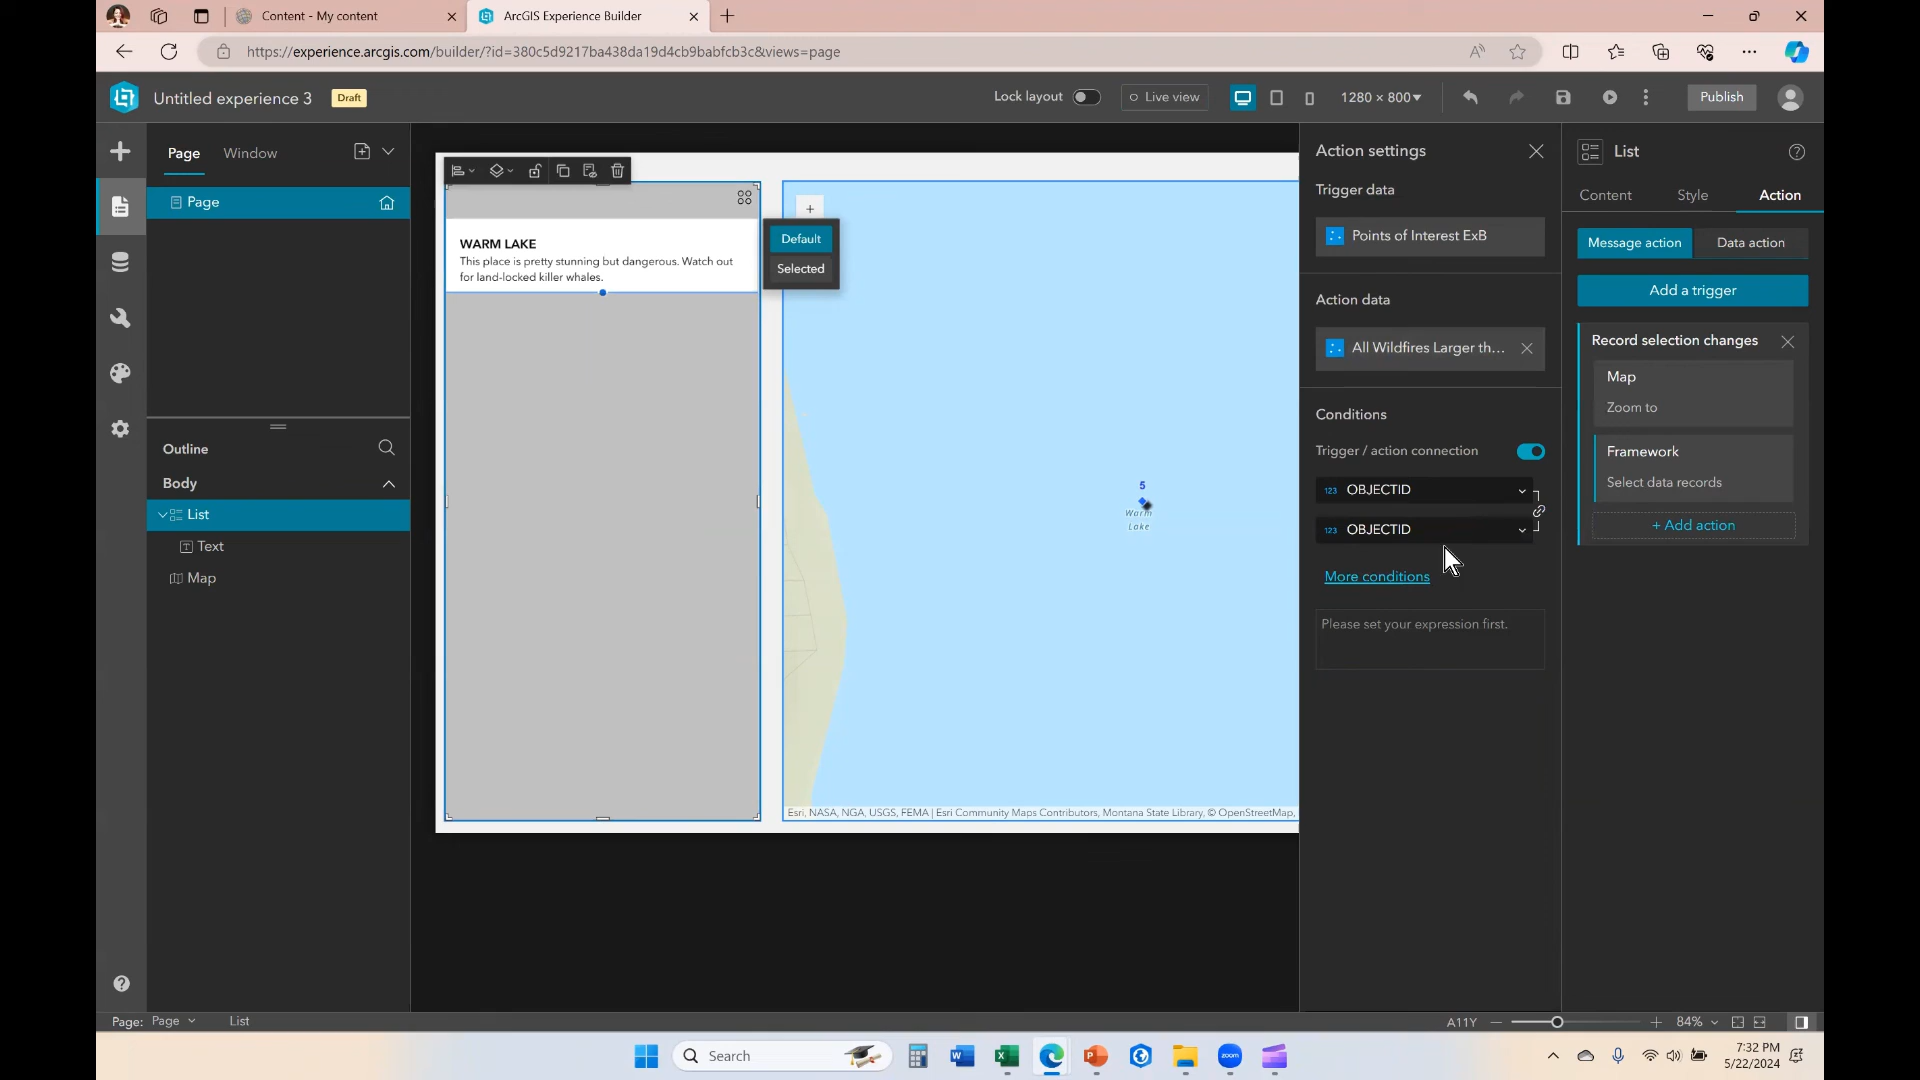 Content - My content
ArcGIS Experience Builder
https://experience.arcgis.com/builder/?id=380c5d9217ba438da19d4cb9babfcb3c&views=page
Untitled experience 3
Draft
Lock layout
Live view
1280 × 800
Publish
Page
Window
Page
Outline
Body
List
Text
Map
WARM LAKE
This place is pretty stunning but dangerous. Watch out
for land-locked killer whales.
Default
Selected
+
5
Warm
Lake
Esri, NASA, NGA, USGS, FEMA | Esri Community Maps Contributors, Montana State Library, © OpenStreetMap,
Action settings
Trigger data
Points of Interest ExB
Action data
All Wildfires Larger th...
Conditions
Trigger / action connection
123 OBJECTID
123 OBJECTID
More conditions
Please set your expression first.
List
Content
Style
Action
Message action
Data action
Add a trigger
Record selection changes
Map
Zoom to
Framework
Select data records
+ Add action
Page: Page
List
A11Y
84%
Search
zoom
7:32 PM
5/22/2024